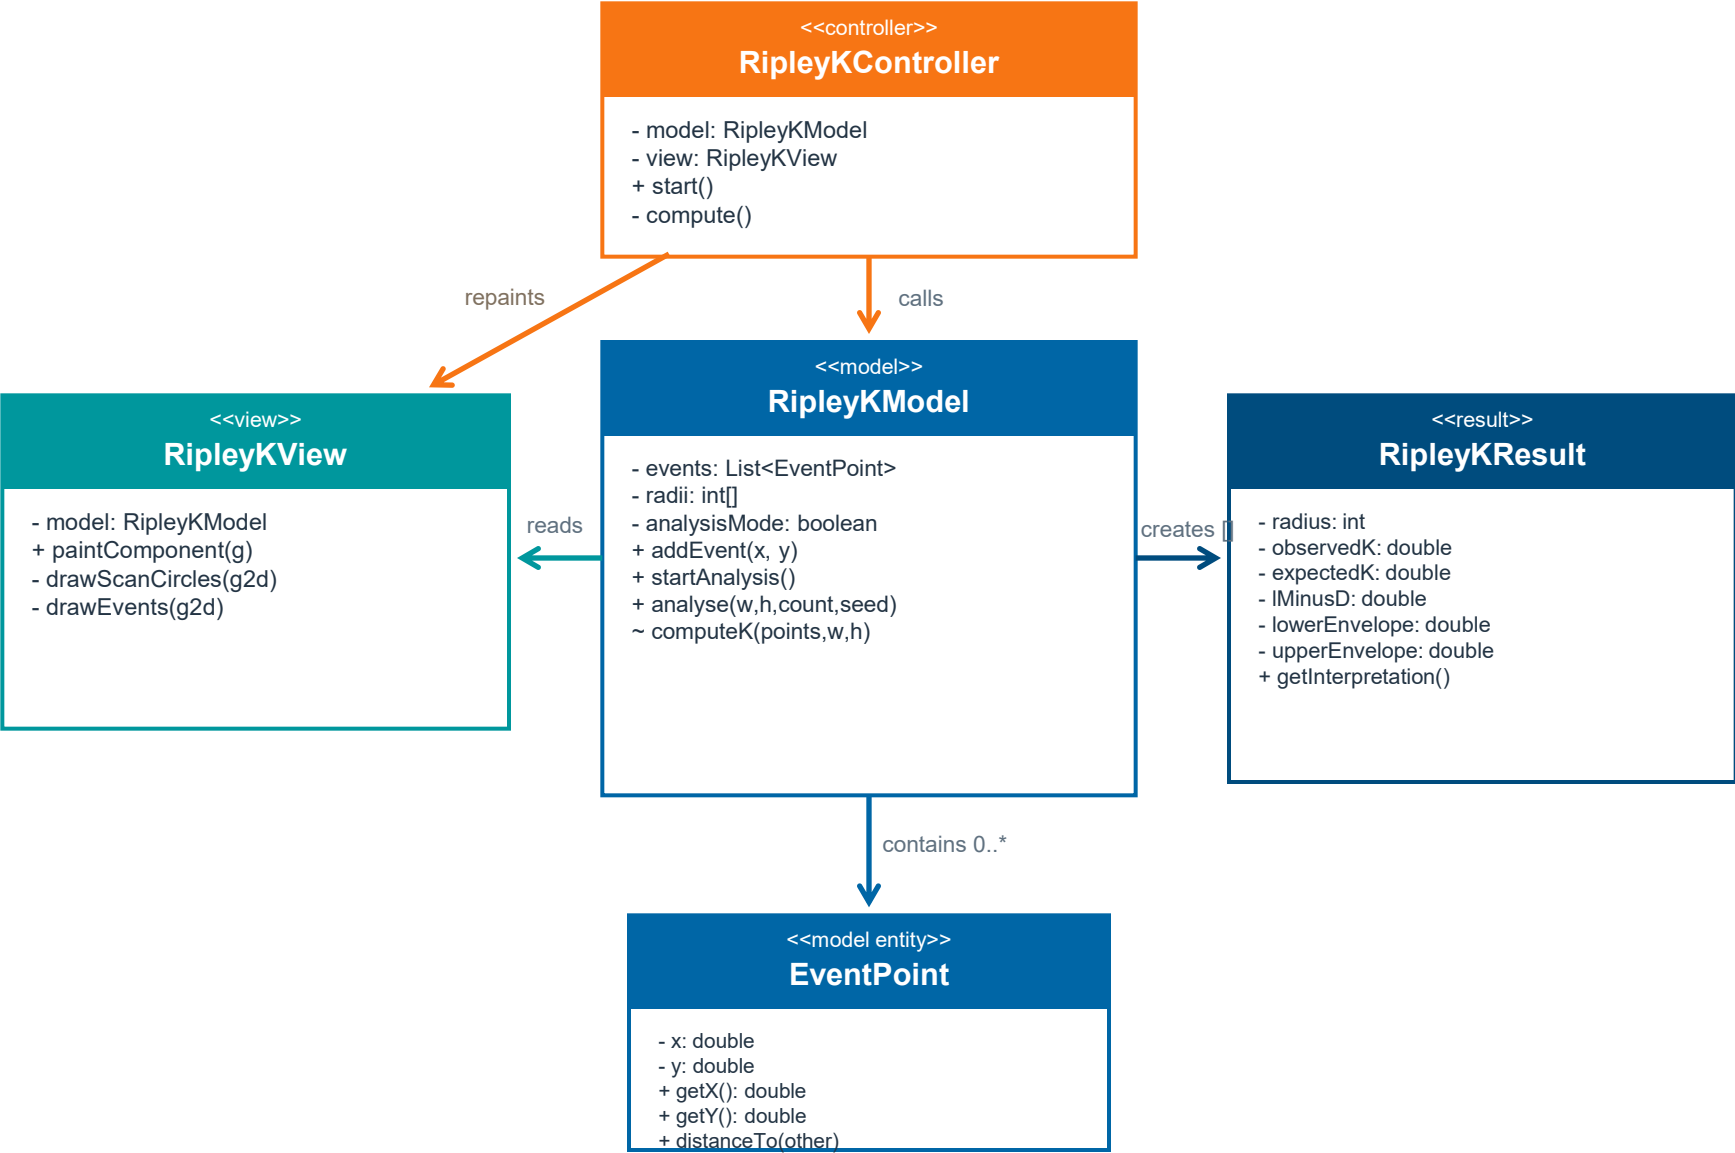 <<controller>>
RipleyKController
- model: RipleyKModel
- view: RipleyKView
+ start()
- compute()
repaints
calls
<<view>>
RipleyKView
- model: RipleyKModel
+ paintComponent(g)
- drawScanCircles(g2d)
- drawEvents(g2d)
reads
<<model>>
RipleyKModel
- events: List<EventPoint>
- radii: int[]
- analysisMode: boolean
+ addEvent(x, y)
+ startAnalysis()
+ analyse(w,h,count,seed)
~ computeK(points,w,h)
creates []
<<result>>
RipleyKResult
- radius: int
- observedK: double
- expectedK: double
- lMinusD: double
- lowerEnvelope: double
- upperEnvelope: double
+ getInterpretation()
contains 0..*
<<model entity>>
EventPoint
- x: double
- y: double
+ getX(): double
+ getY(): double
+ distanceTo(other)